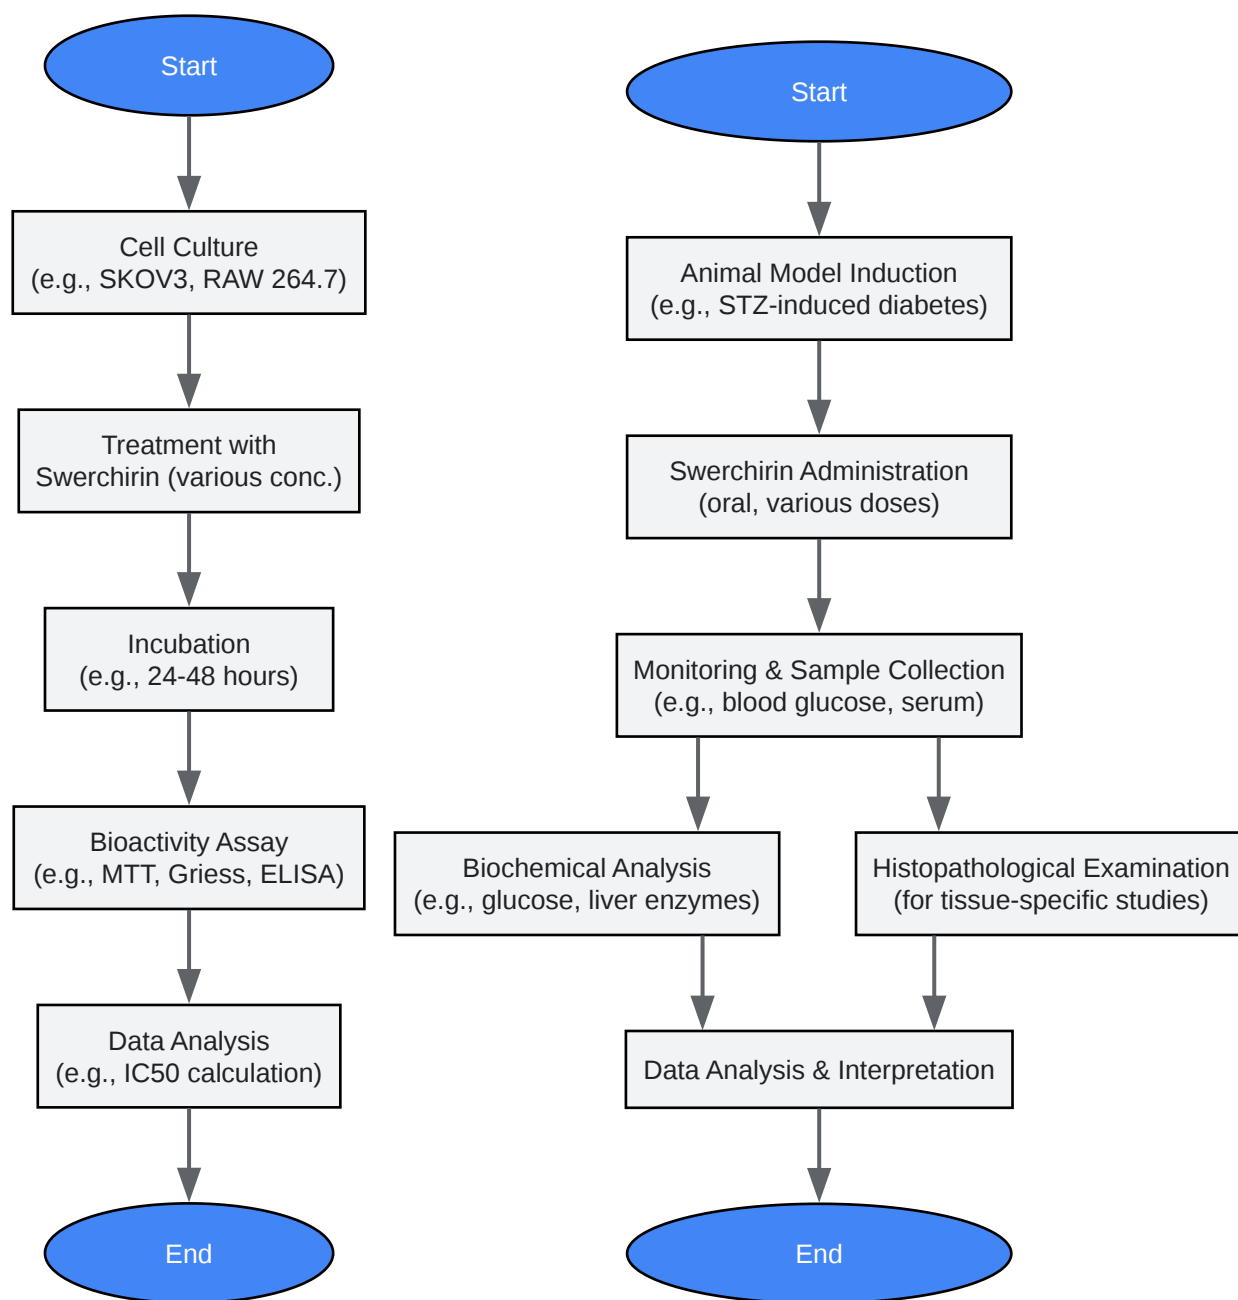 Start
Cell Culture
(e.g., SKOV3, RAW 264.7)
Treatment with
Swerchirin (various conc.)
Incubation
(e.g., 24-48 hours)
Bioactivity Assay
(e.g., MTT, Griess, ELISA)
Data Analysis
(e.g., IC50 calculation)
End
Start
Animal Model Induction
(e.g., STZ-induced diabetes)
Swerchirin Administration
(oral, various doses)
Monitoring & Sample Collection
(e.g., blood glucose, serum)
Biochemical Analysis
(e.g., glucose, liver enzymes)
Histopathological Examination
(for tissue-specific studies)
Data Analysis & Interpretation
End